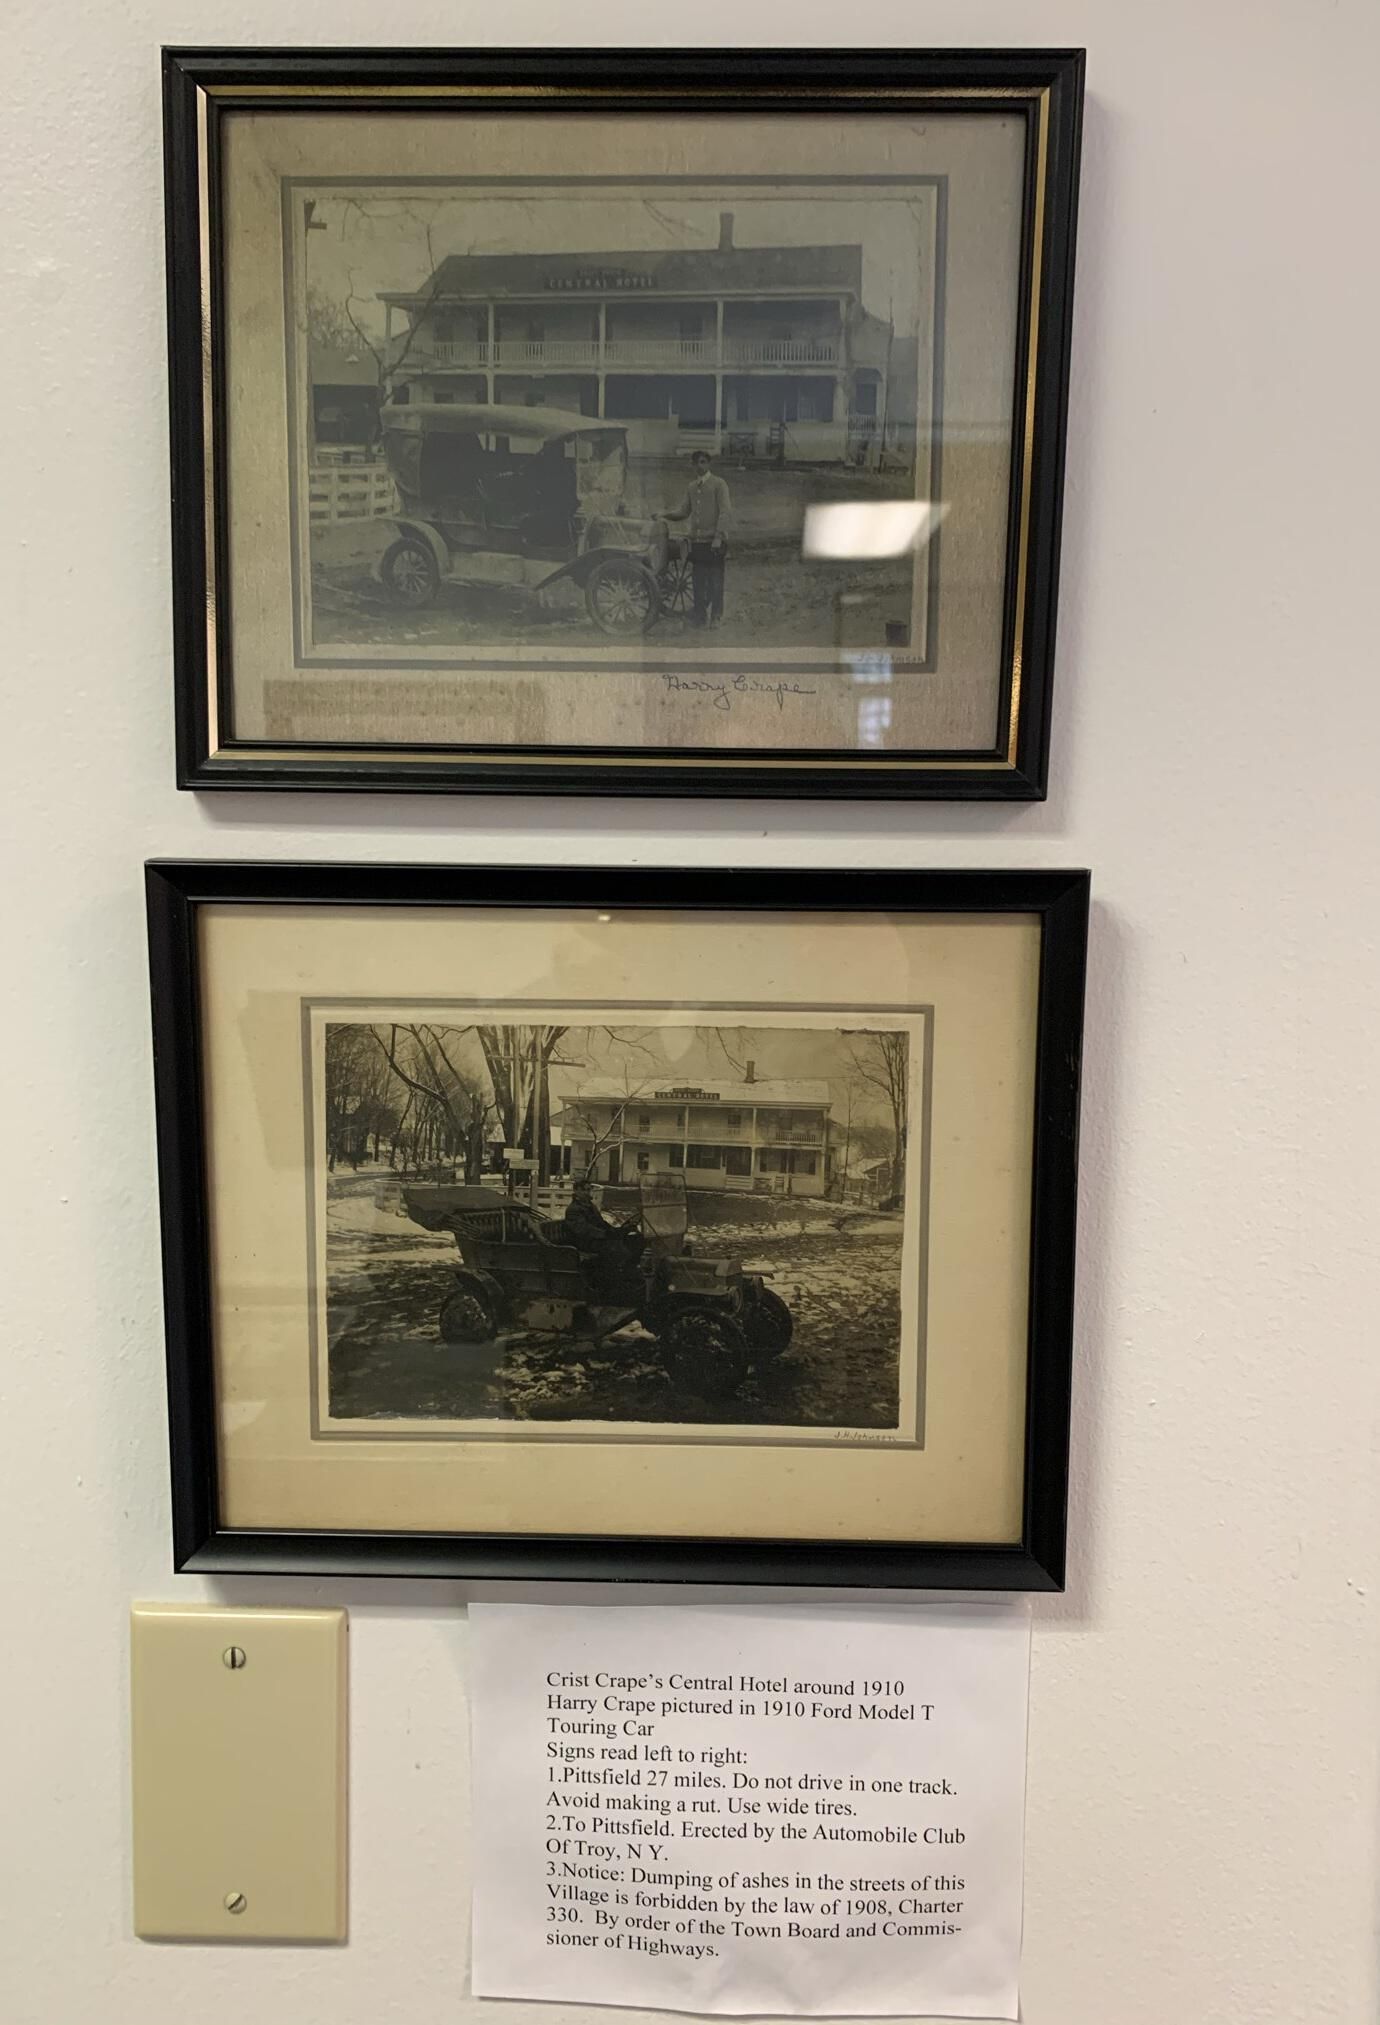 CENTRAL HOTEL
J.H.Johnson
Harry Crape
CENTRAL HOTEL
J.H.Johnson
Crist Crape's Central Hotel around 1910
Harry Crape pictured in 1910 Ford Model T
Touring Car
Signs read left to right:
1.Pittsfield 27 miles. Do not drive in one track.
Avoid making a rut. Use wide tires.
2.To Pittsfield. Erected by the Automobile Club
Of Troy, N Y.
3.Notice: Dumping of ashes in the streets of this
Village is forbidden by the law of 1908, Charter
330. By order of the Town Board and Commis-
sioner of Highways.